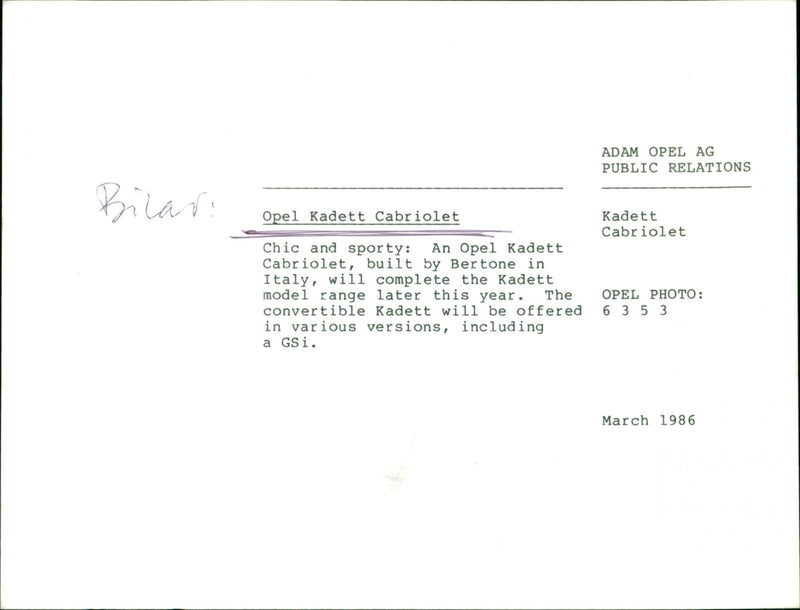 ADAM OPEL AG
PUBLIC RELATIONS
Bilar:
Opel Kadett Cabriolet
Chic and sporty: An Opel Kadett
Cabriolet, built by Bertone in
Italy, will complete the Kadett
model range later this year. The
convertible Kadett will be offered
in various versions, including
a GSi.
Kadett
Cabriolet
OPEL PHOTO:
6 3 5 3
March 1986